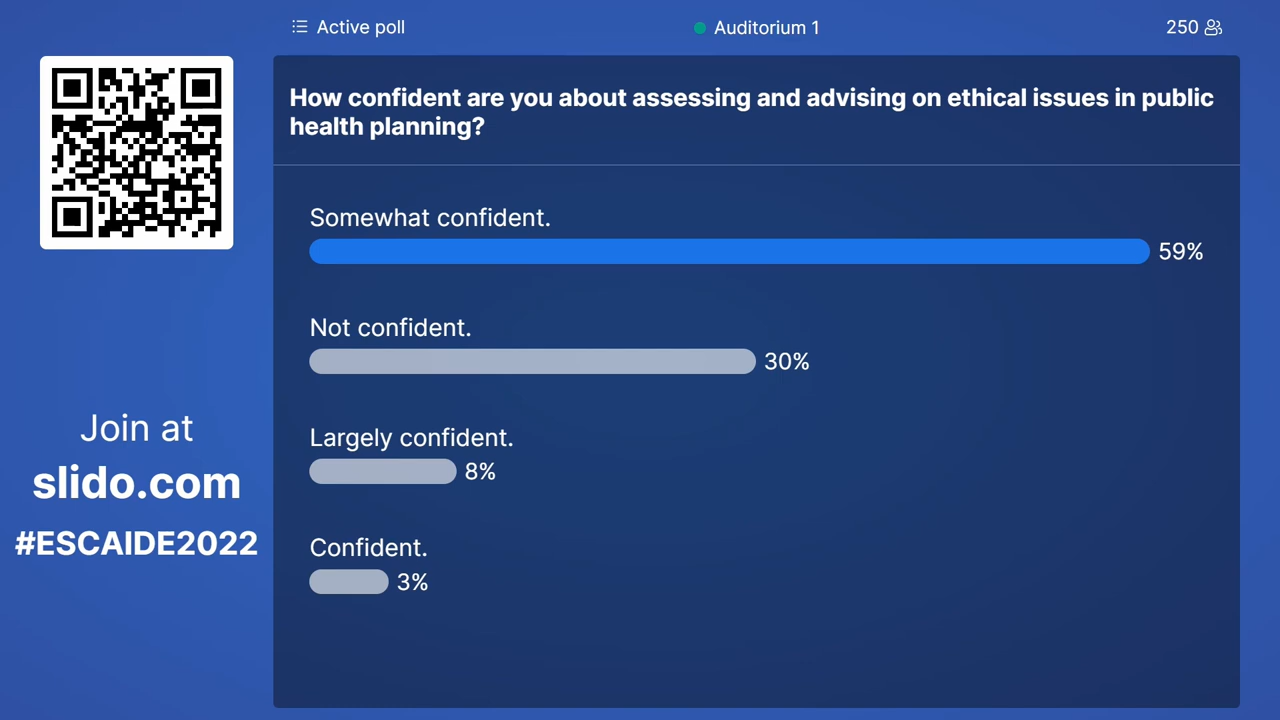 Active poll
Auditorium 1
250
How confident are you about assessing and advising on ethical issues in public
health planning?
Somewhat confident.
59%
Not confident.
30%
Largely confident.
8%
Confident.
3%
Join at
slido.com
#ESCAIDE2022